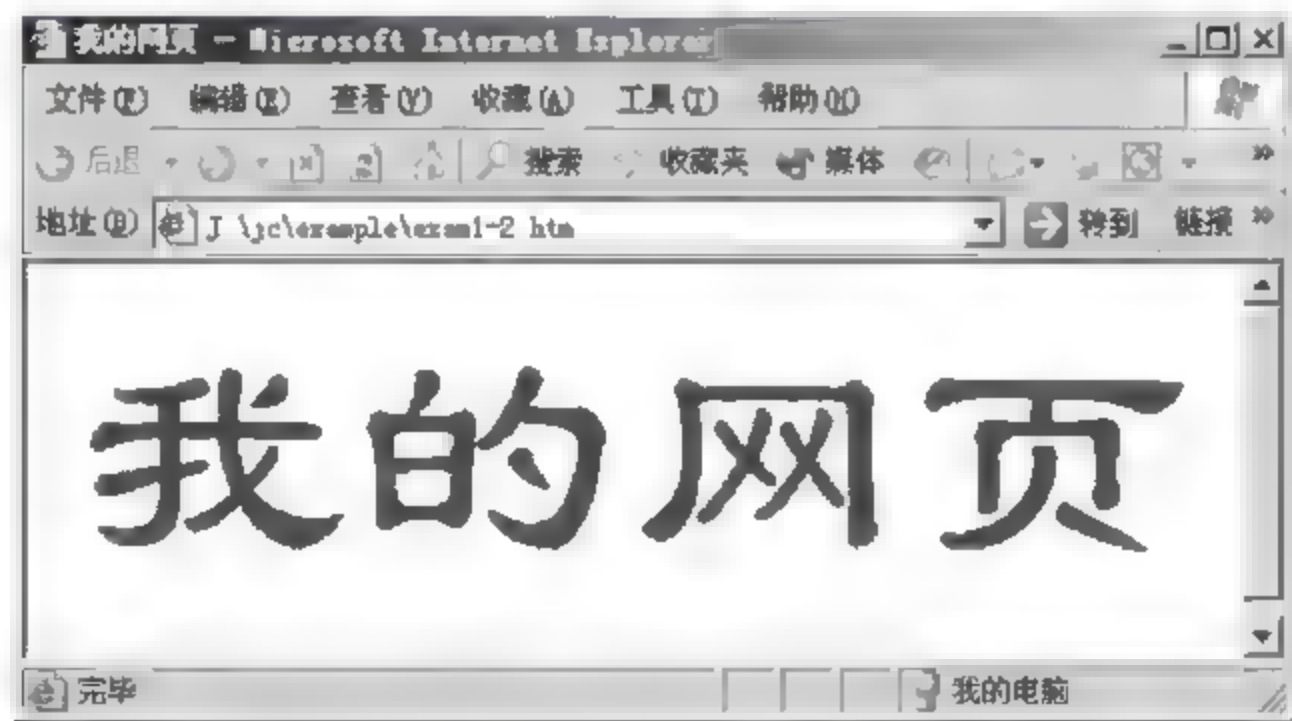 我的网页 - Microsoft Internet Explorer
文件(F) 编辑(E) 查看(V) 收藏(A) 工具(T) 帮助(H)
后退 搜索 收藏夹 媒体 »
地址(D) J \jc\example\exam1-2 htm 转到 链接 »
我的网页
完毕 我的电脑